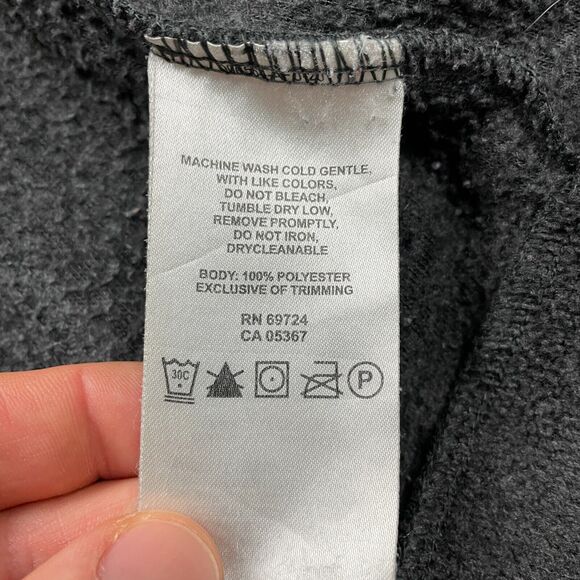 MACHINE WASH COLD GENTLE,
WITH LIKE COLORS,
DO NOT BLEACH,
TUMBLE DRY LOW,
REMOVE PROMPTLY,
DO NOT IRON,
DRYCLEANABLE
BODY: 100% POLYESTER
EXCLUSIVE OF TRIMMING
RN 69724
CA 05367
30C P